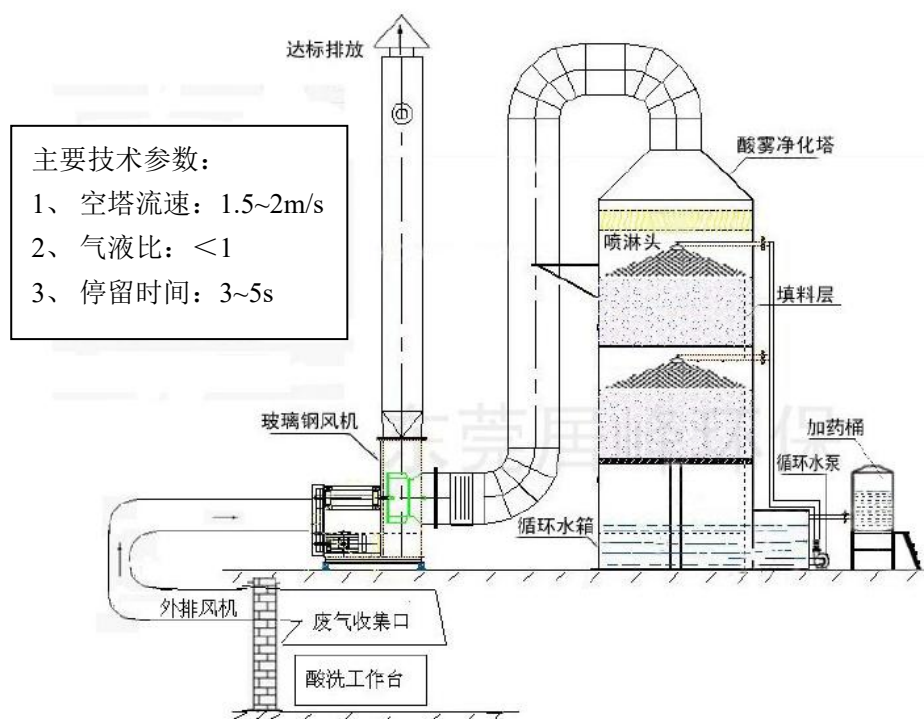 达标排放
主要技术参数：
1、 空塔流速：1.5~2m/s
2、 气液比：＜1
3、 停留时间：3~5s
酸雾净化塔
喷淋头
填料层
玻璃钢风机
加药桶
循环水泵
循环水箱
外排风机
废气收集口
酸洗工作台